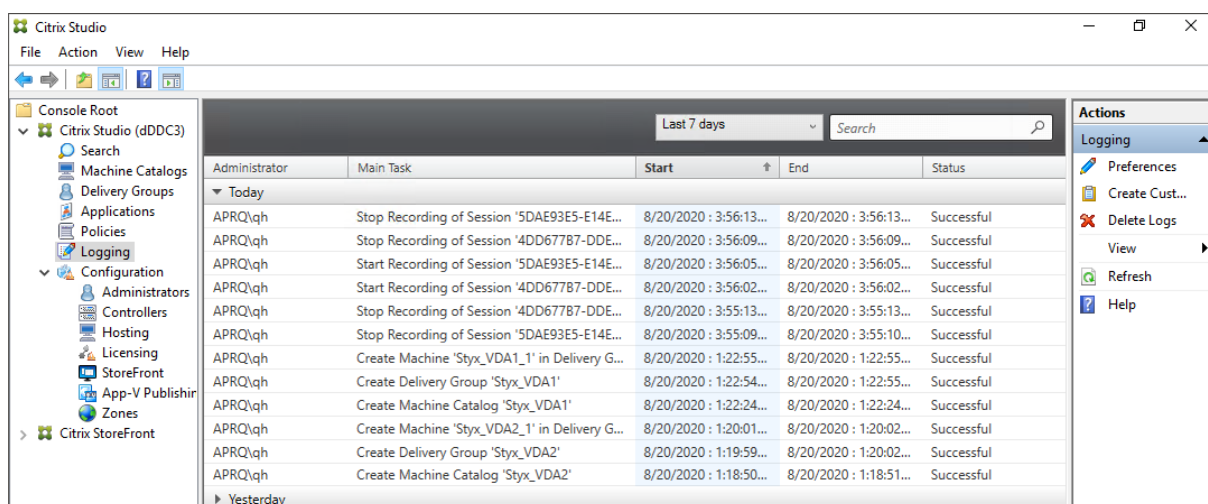 Citrix Studio
File Action View Help
Console Root
Citrix Studio (dDDC3)
Search
Machine Catalogs
Delivery Groups
Applications
Policies
Logging
Configuration
Administrators
Controllers
Hosting
Licensing
StoreFront
App-V Publishin
Zones
Citrix StoreFront
Last 7 days Search
Administrator Main Task Start End Status
Today
APRQ\qh Stop Recording of Session '5DAE93E5-E14E... 8/20/2020 : 3:56:13... 8/20/2020 : 3:56:13... Successful
APRQ\qh Stop Recording of Session '4DD677B7-DDE... 8/20/2020 : 3:56:09... 8/20/2020 : 3:56:09... Successful
APRQ\qh Start Recording of Session '5DAE93E5-E14E... 8/20/2020 : 3:56:05... 8/20/2020 : 3:56:05... Successful
APRQ\qh Start Recording of Session '4DD677B7-DDE... 8/20/2020 : 3:56:02... 8/20/2020 : 3:56:02... Successful
APRQ\qh Stop Recording of Session '4DD677B7-DDE... 8/20/2020 : 3:55:13... 8/20/2020 : 3:55:13... Successful
APRQ\qh Stop Recording of Session '5DAE93E5-E14E... 8/20/2020 : 3:55:09... 8/20/2020 : 3:55:10... Successful
APRQ\qh Create Machine 'Styx_VDA1_1' in Delivery G... 8/20/2020 : 1:22:55... 8/20/2020 : 1:22:55... Successful
APRQ\qh Create Delivery Group 'Styx_VDA1' 8/20/2020 : 1:22:54... 8/20/2020 : 1:22:55... Successful
APRQ\qh Create Machine Catalog 'Styx_VDA1' 8/20/2020 : 1:22:24... 8/20/2020 : 1:22:24... Successful
APRQ\qh Create Machine 'Styx_VDA2_1' in Delivery G... 8/20/2020 : 1:20:01... 8/20/2020 : 1:20:02... Successful
APRQ\qh Create Delivery Group 'Styx_VDA2' 8/20/2020 : 1:19:59... 8/20/2020 : 1:20:02... Successful
APRQ\qh Create Machine Catalog 'Styx_VDA2' 8/20/2020 : 1:18:50... 8/20/2020 : 1:18:51... Successful
Yesterday
Actions
Logging
Preferences
Create Cust...
Delete Logs
View
Refresh
Help